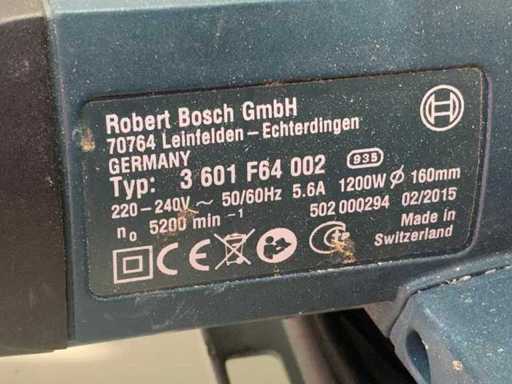 Robert Bosch GmbH
70764 Leinfelden – Echterdingen
GERMANY
935
Typ: 3 601 F64 002
220 – 240V ~ 50/60Hz 5.6A 1200W ø 160mm
n₀ 5200 min ⁻¹ 502 000294 02/2015
CE
Made in
Switzerland